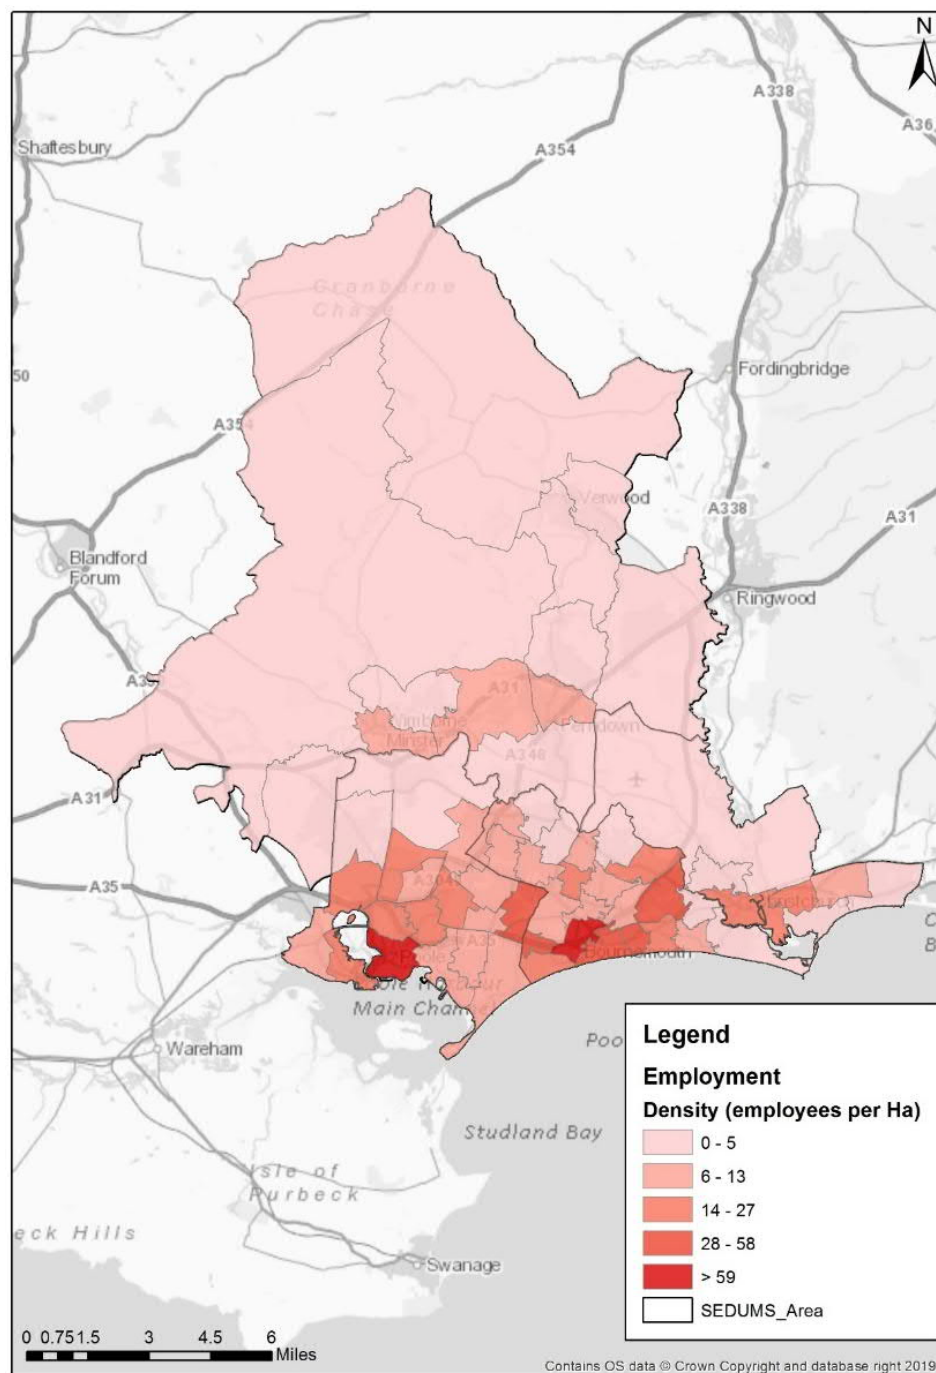 N
A338
A36
Shaftesbury
A354
Cranborne
Chase
50
Fordingbridge
A354
Verwood
A338
A31
Blandford
Forum
Ringwood
A31
Wimborne
Minster
Ferndown
A348
A31
A35
Christchurch
A35
Poole
Bournemouth
Main Channel
Wareham
Poo
Studland Bay
Isle of
Purbeck
eck Hills
Swanage
Legend
Employment
Density (employees per Ha)
0 - 5
6 - 13
14 - 27
28 - 58
> 59
SEDUMS_Area
0 0.75 1.5 3 4.5 6
Miles
Contains OS data © Crown Copyright and database right 2019